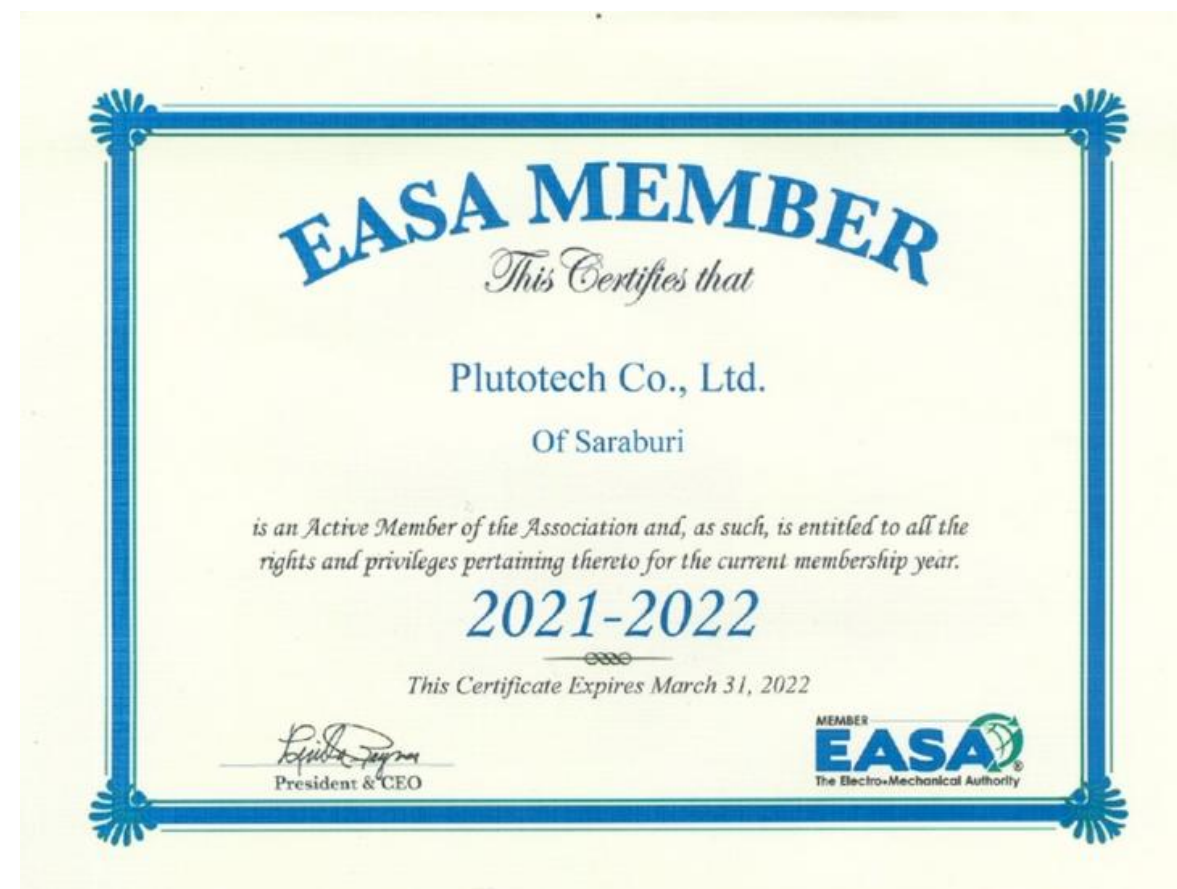 EASA MEMBER
This Certifies that
Plutotech Co., Ltd.
Of Saraburi
is an Active Member of the Association and, as such, is entitled to all the
rights and privileges pertaining thereto for the current membership year.
2021-2022
This Certificate Expires March 31, 2022
President & CEO
MEMBER
EASA®
The Electro•Mechanical Authority